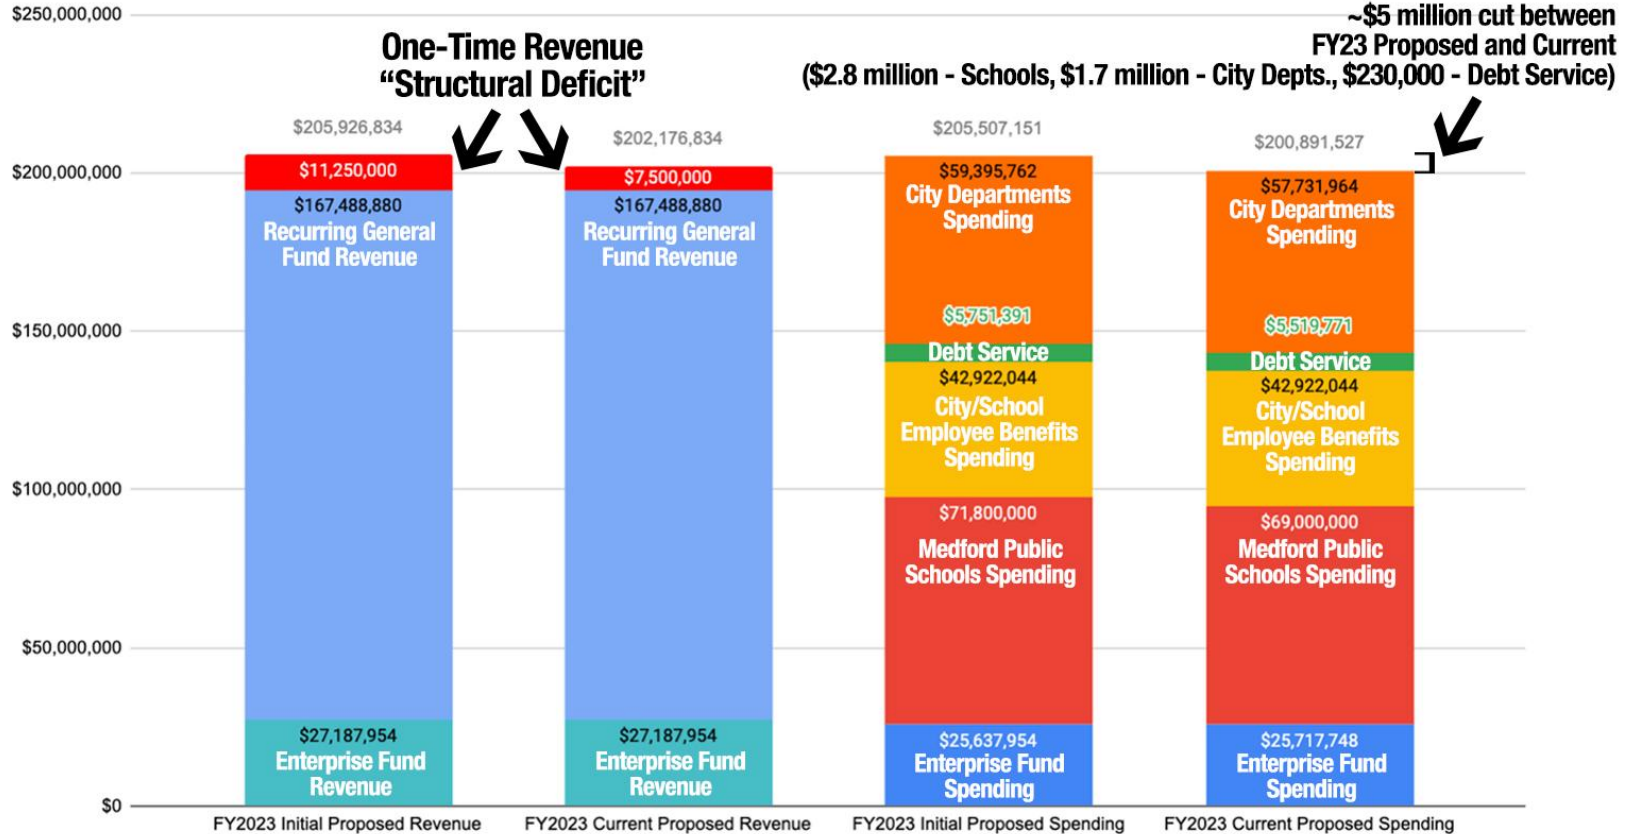 $250,000,000
$200,000,000
$150,000,000
$100,000,000
$50,000,000
$0
One-Time Revenue
“Structural Deficit”
~$5 million cut between
FY23 Proposed and Current
($2.8 million - Schools, $1.7 million - City Depts., $230,000 - Debt Service)
$205,926,834
$11,250,000
$167,488,880
Recurring General
Fund Revenue
$27,187,954
Enterprise Fund
Revenue
FY2023 Initial Proposed Revenue
$202,176,834
$7,500,000
$167,488,880
Recurring General
Fund Revenue
$27,187,954
Enterprise Fund
Revenue
FY2023 Current Proposed Revenue
$205,507,151
$59,395,762
City Departments
Spending
$5,751,391
Debt Service
$42,922,044
City/School
Employee Benefits
Spending
$71,800,000
Medford Public
Schools Spending
$25,637,954
Enterprise Fund
Spending
FY2023 Initial Proposed Spending
$200,891,527
$57,731,964
City Departments
Spending
$5,519,771
Debt Service
$42,922,044
City/School
Employee Benefits
Spending
$69,000,000
Medford Public
Schools Spending
$25,717,748
Enterprise Fund
Spending
FY2023 Current Proposed Spending